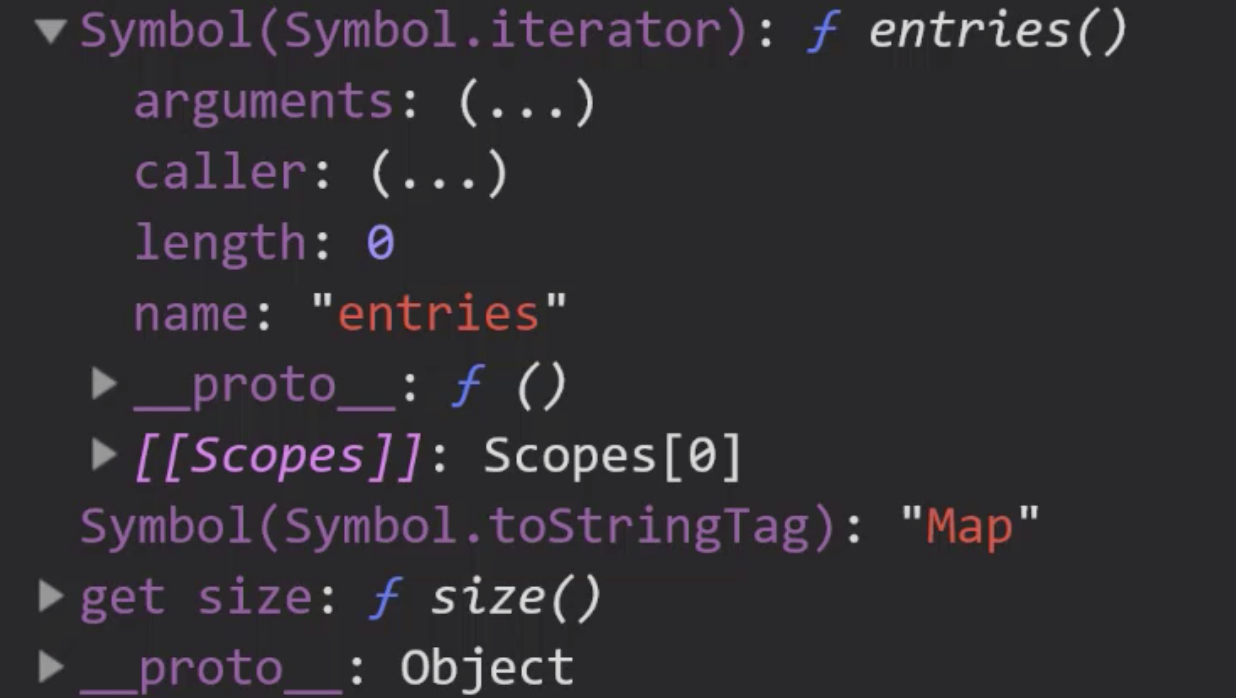 ▼ Symbol(Symbol.iterator): ƒ entries()
arguments: (...)
caller: (...)
length: 0
name: "entries"
▶ __proto__: ƒ ()
▶ [[Scopes]]: Scopes[0]
Symbol(Symbol.toStringTag): "Map"
▶ get size: ƒ size()
▶ __proto__: Object